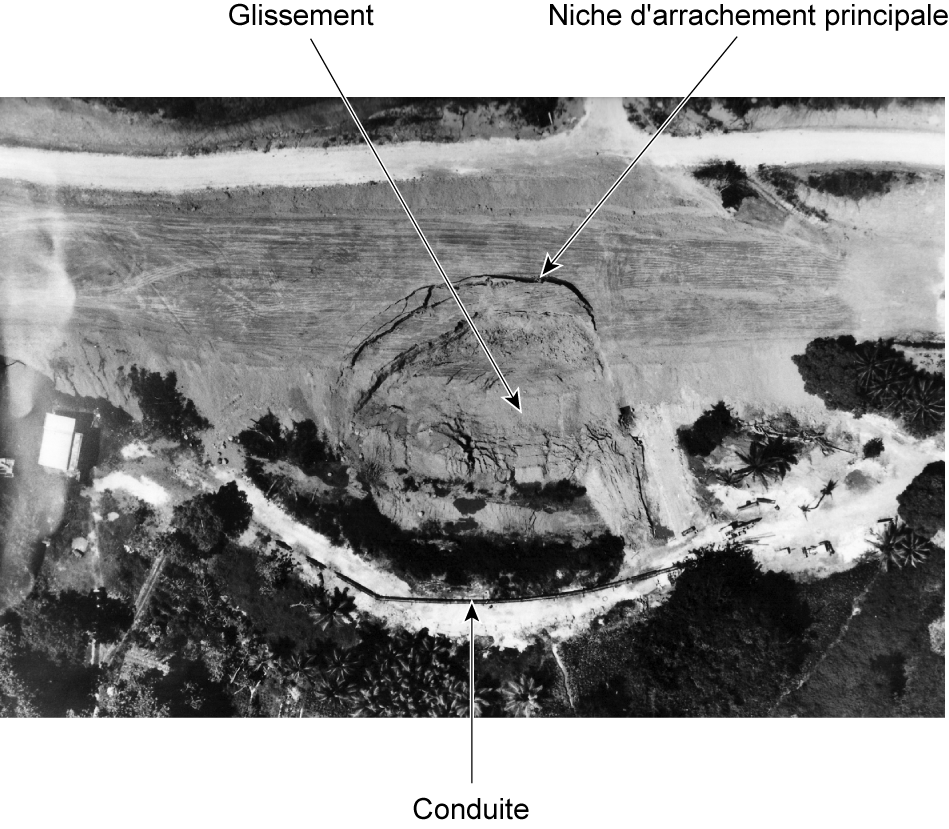 Glissement
Niche d'arrachement principale
Conduite